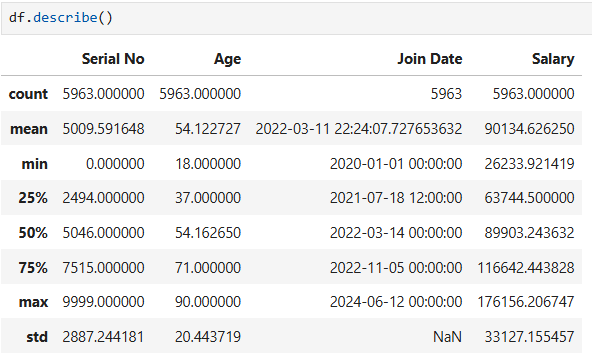 df.describe()
Serial No Age Join Date Salary
count 5963.000000 5963.000000 5963 5963.000000
mean 5009.591648 54.122727 2022-03-11 22:24:07.727653632 90134.626250
min 0.000000 18.000000 2020-01-01 00:00:00 26233.921419
25% 2494.000000 37.000000 2021-07-18 12:00:00 63744.500000
50% 5046.000000 54.162650 2022-03-14 00:00:00 89903.243632
75% 7515.000000 71.000000 2022-11-05 00:00:00 116642.443828
max 9999.000000 90.000000 2024-06-12 00:00:00 176156.206747
std 2887.244181 20.443719 NaN 33127.155457